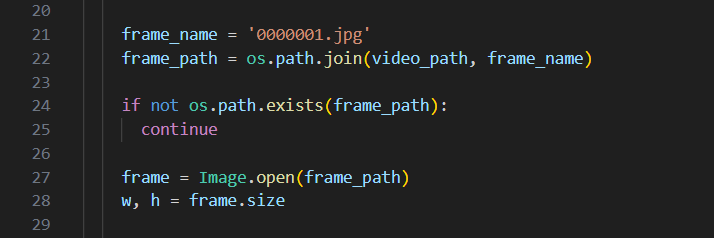 20
21 frame_name = '0000001.jpg'
22 frame_path = os.path.join(video_path, frame_name)
23
24 if not os.path.exists(frame_path):
25 continue
26
27 frame = Image.open(frame_path)
28 w, h = frame.size
29